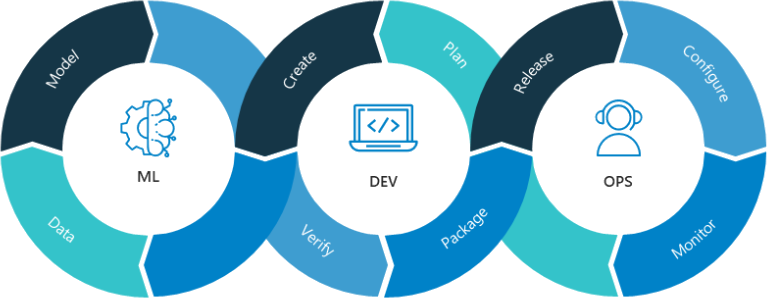 Model
Data
ML
Create
Plan
Verify
Package
DEV
Release
Configure
Monitor
OPS